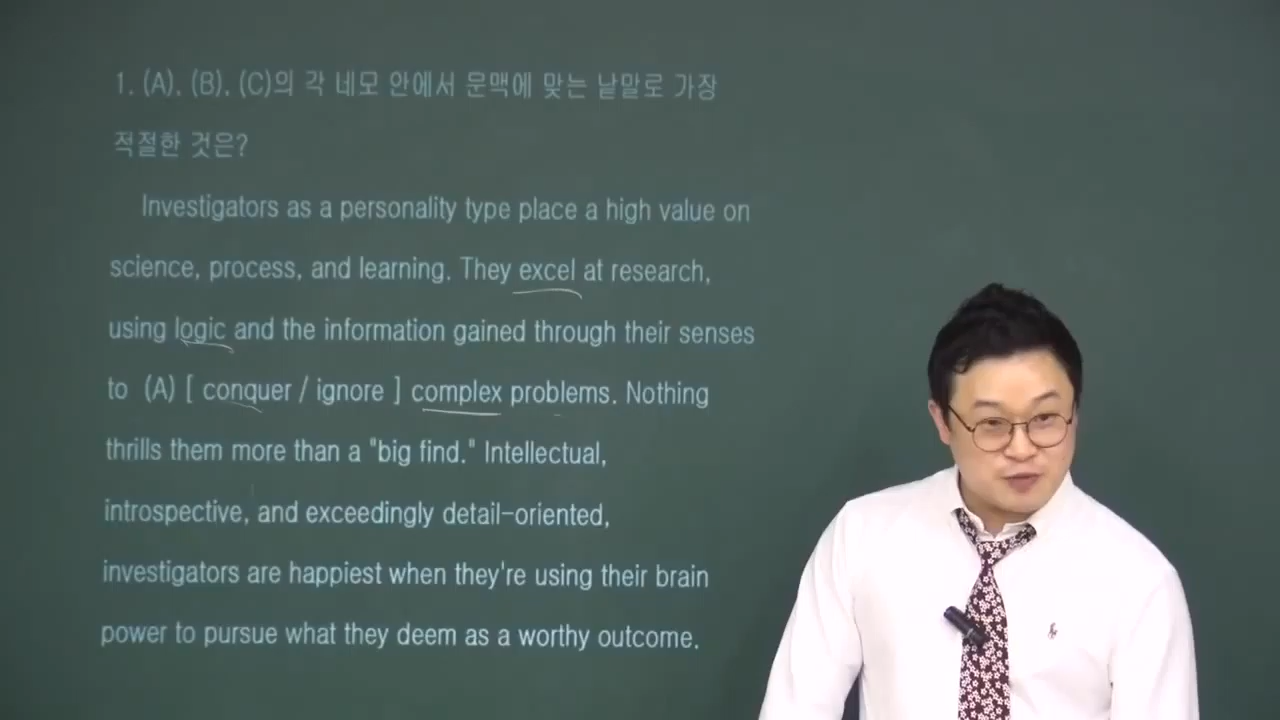 1. (A), (B), (C)의 각 네모 안에서 문맥에 맞는 낱말로 가장
적절한 것은?
Investigators as a personality type place a high value on
science, process, and learning. They excel at research,
using logic and the information gained through their senses
to (A) [ conquer / ignore ] complex problems. Nothing
thrills them more than a "big find." Intellectual,
introspective, and exceedingly detail-oriented,
investigators are happiest when they're using their brain
power to pursue what they deem as a worthy outcome.